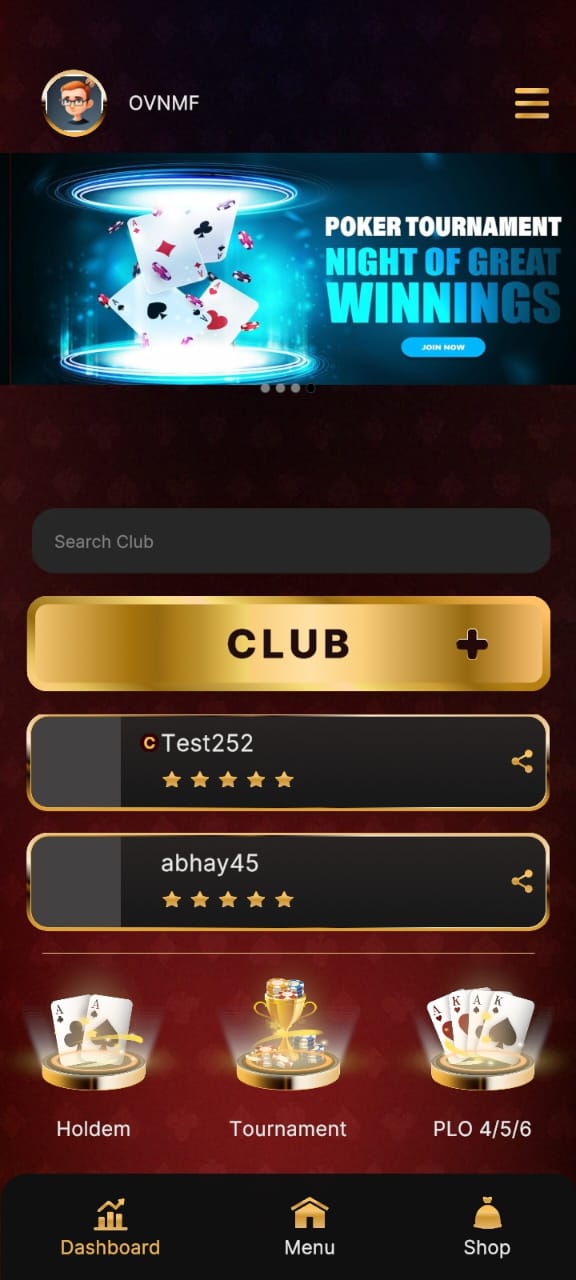 OVNMF
POKER TOURNAMENT
NIGHT OF GREAT
WINNINGS
JOIN NOW
Search Club
CLUB
C Test252
abhay45
A A
A K A K
Holdem
Tournament
PLO 4/5/6
Dashboard
Menu
Shop